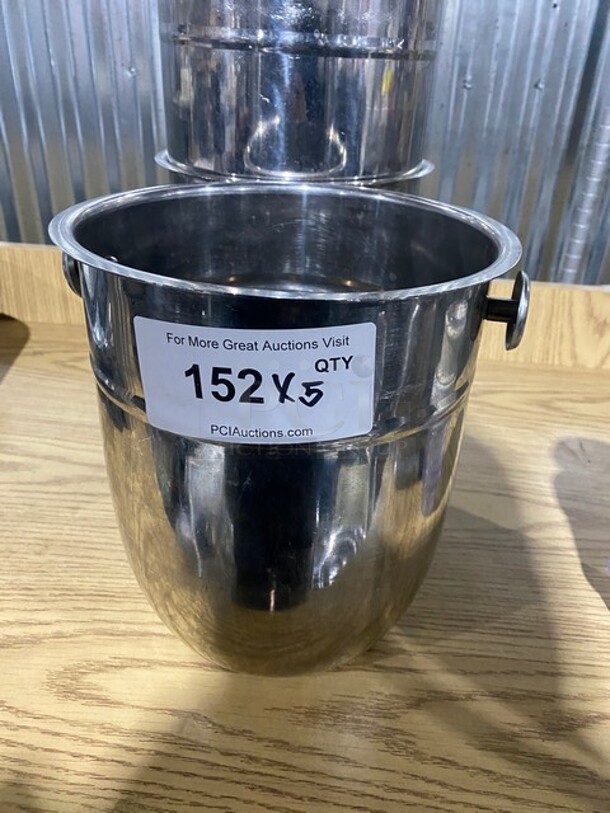 For More Great Auctions Visit
QTY
152 X5
PCIAuctions.com